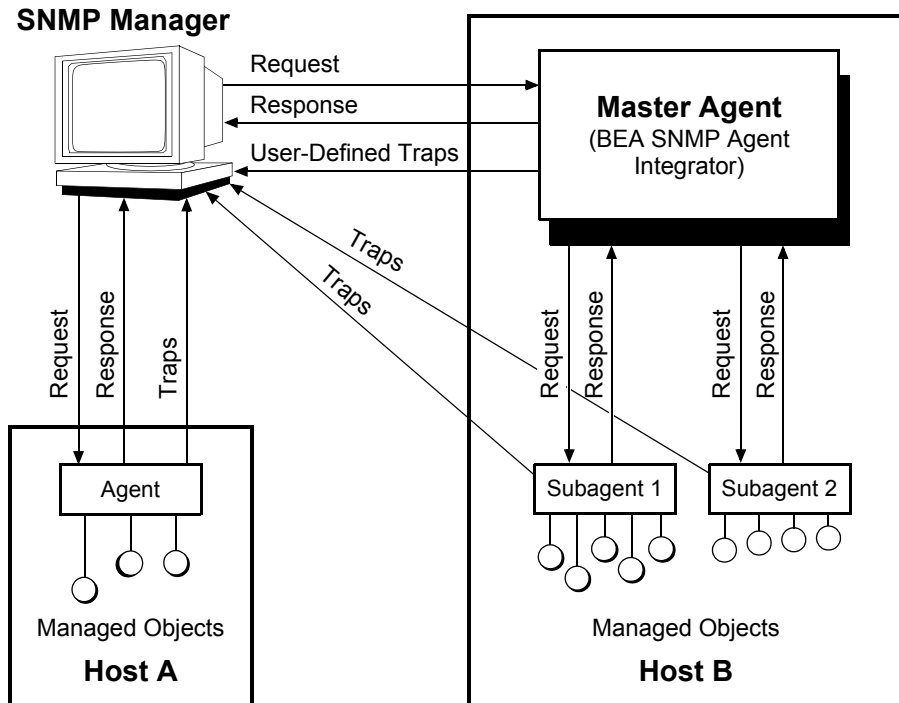 SNMP Manager
Request
Response
User-Defined Traps
Master Agent
(BEA SNMP Agent
Integrator)
Traps
Traps
Request
Response
Traps
Request
Response
Request
Response
Agent
Subagent 1
Subagent 2
Managed Objects
Host A
Managed Objects
Host B